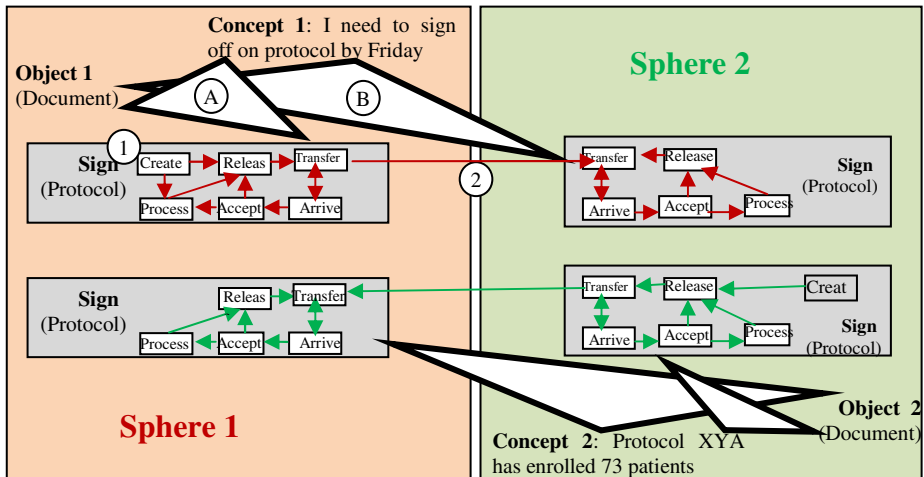 Concept 1: I need to sign
off on protocol by Friday
Object 1
(Document)
Sphere 2
A
B
1
2
Sign
(Protocol)
Create
Releas
Transfer
Process
Accept
Arrive
Transfer
Release
Arrive
Accept
Process
Sign
(Protocol)
Sign
(Protocol)
Releas
Transfer
Process
Accept
Arrive
Transfer
Release
Creat
Arrive
Accept
Process
Sign
(Protocol)
Sphere 1
Object 2
(Document)
Concept 2: Protocol XYA
has enrolled 73 patients